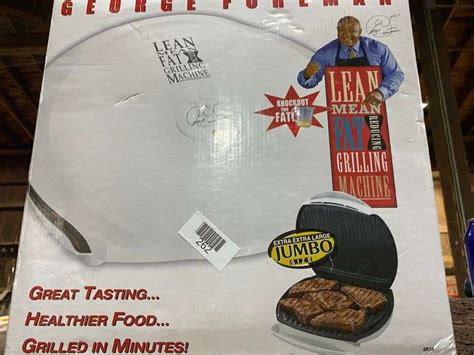 GEORGE FOREMAN
LEAN
MEAN
FAT
GRILLING
MACHINE
KNOCKOUT
THE
FAT!
LEAN
MEAN
FAT
REDUCING
GRILLING
MACHINE
262
EXTRA EXTRA LARGE
JUMBO
SIZE
GREAT TASTING...
HEALTHIER FOOD...
GRILLED IN MINUTES!